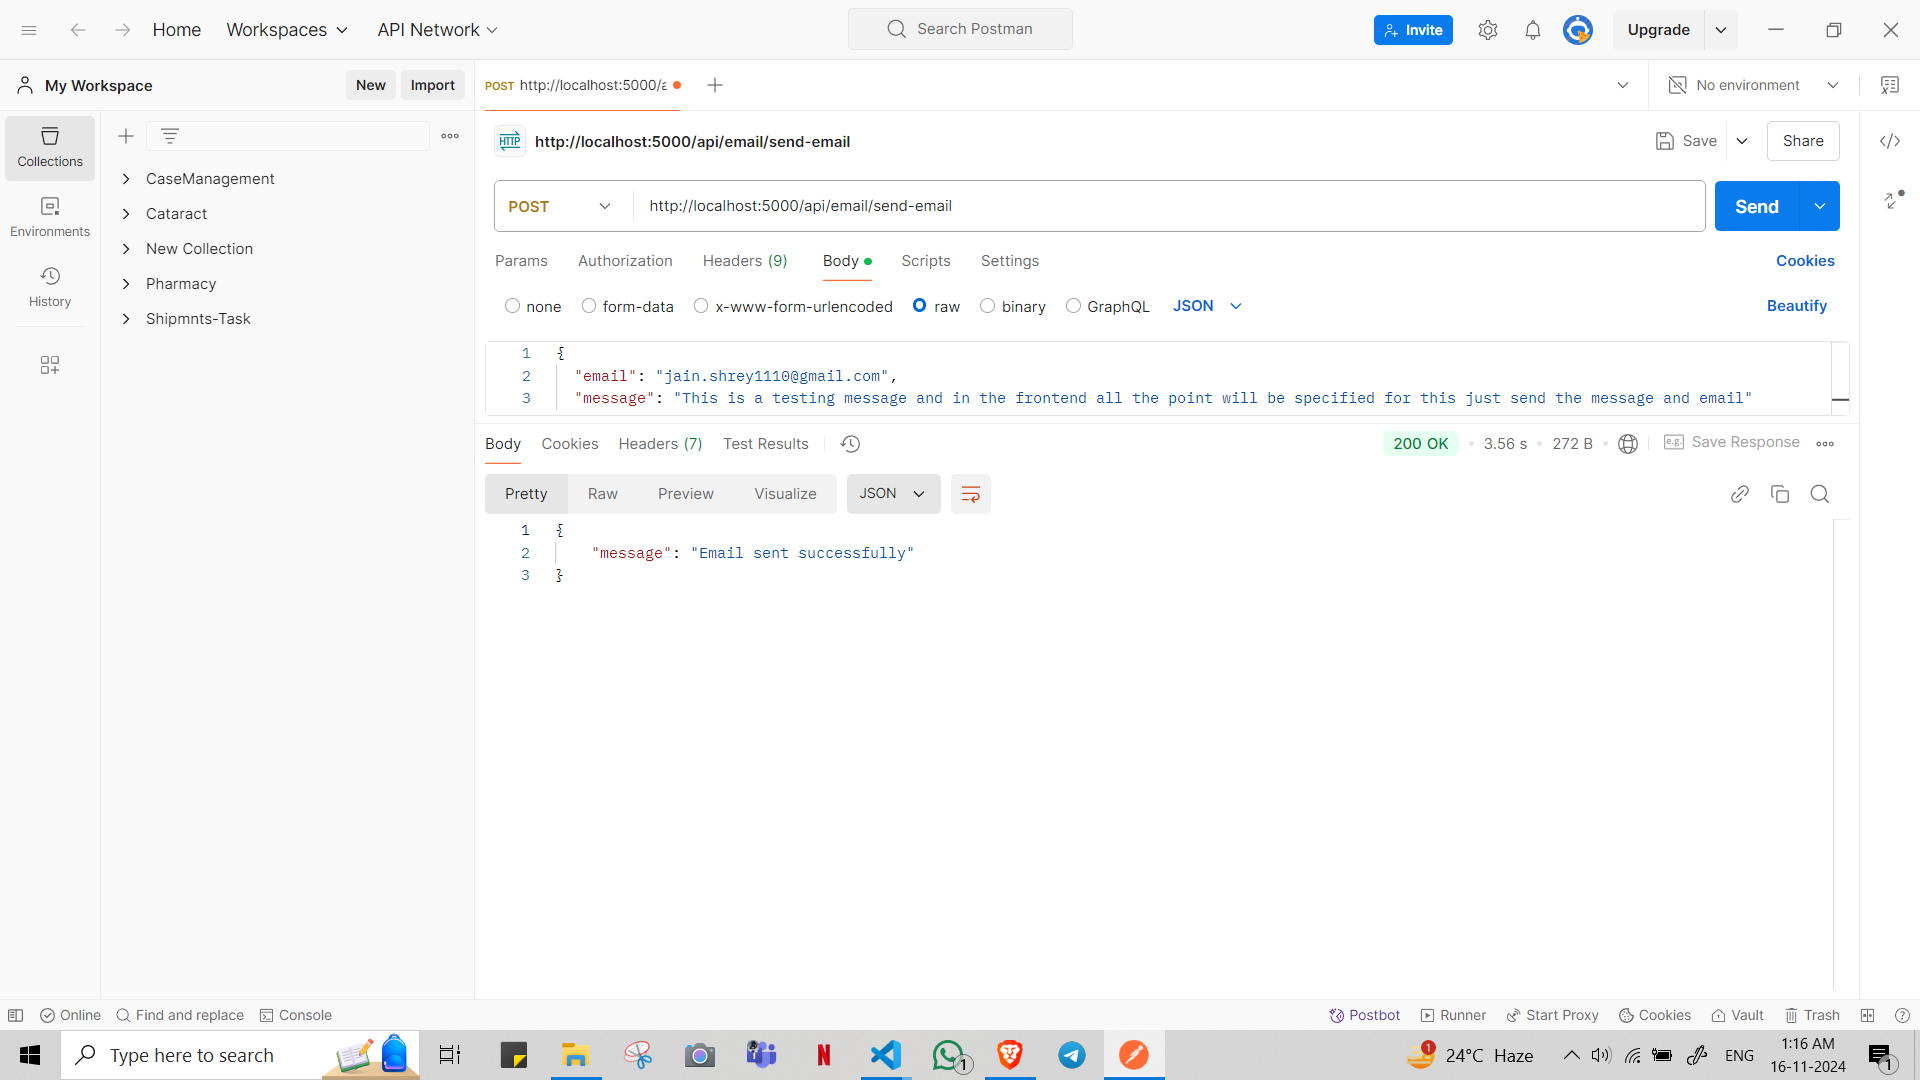 Home
Workspaces
API Network
Search Postman
Invite
Upgrade
My Workspace
New
Import
POST http://localhost:5000/a
No environment
Collections
Environments
History
CaseManagement
Cataract
New Collection
Pharmacy
Shipmnts-Task
HTTP
http://localhost:5000/api/email/send-email
Save
Share
POST
http://localhost:5000/api/email/send-email
Send
Params
Authorization
Headers (9)
Body
Scripts
Settings
Cookies
none
form-data
x-www-form-urlencoded
raw
binary
GraphQL
JSON
Beautify
1 {
2 "email": "jain.shrey1110@gmail.com",
3 "message": "This is a testing message and in the frontend all the point will be specified for this just send the message and email"
Body
Cookies
Headers (7)
Test Results
200 OK
3.56 s
272 B
e.g. Save Response
Pretty
Raw
Preview
Visualize
JSON
1 {
2 "message": "Email sent successfully"
3 }
Online
Find and replace
Console
Postbot
Runner
Start Proxy
Cookies
Vault
Trash
Type here to search
N
1
1
24°C Haze
ENG
1:16 AM
16-11-2024
1